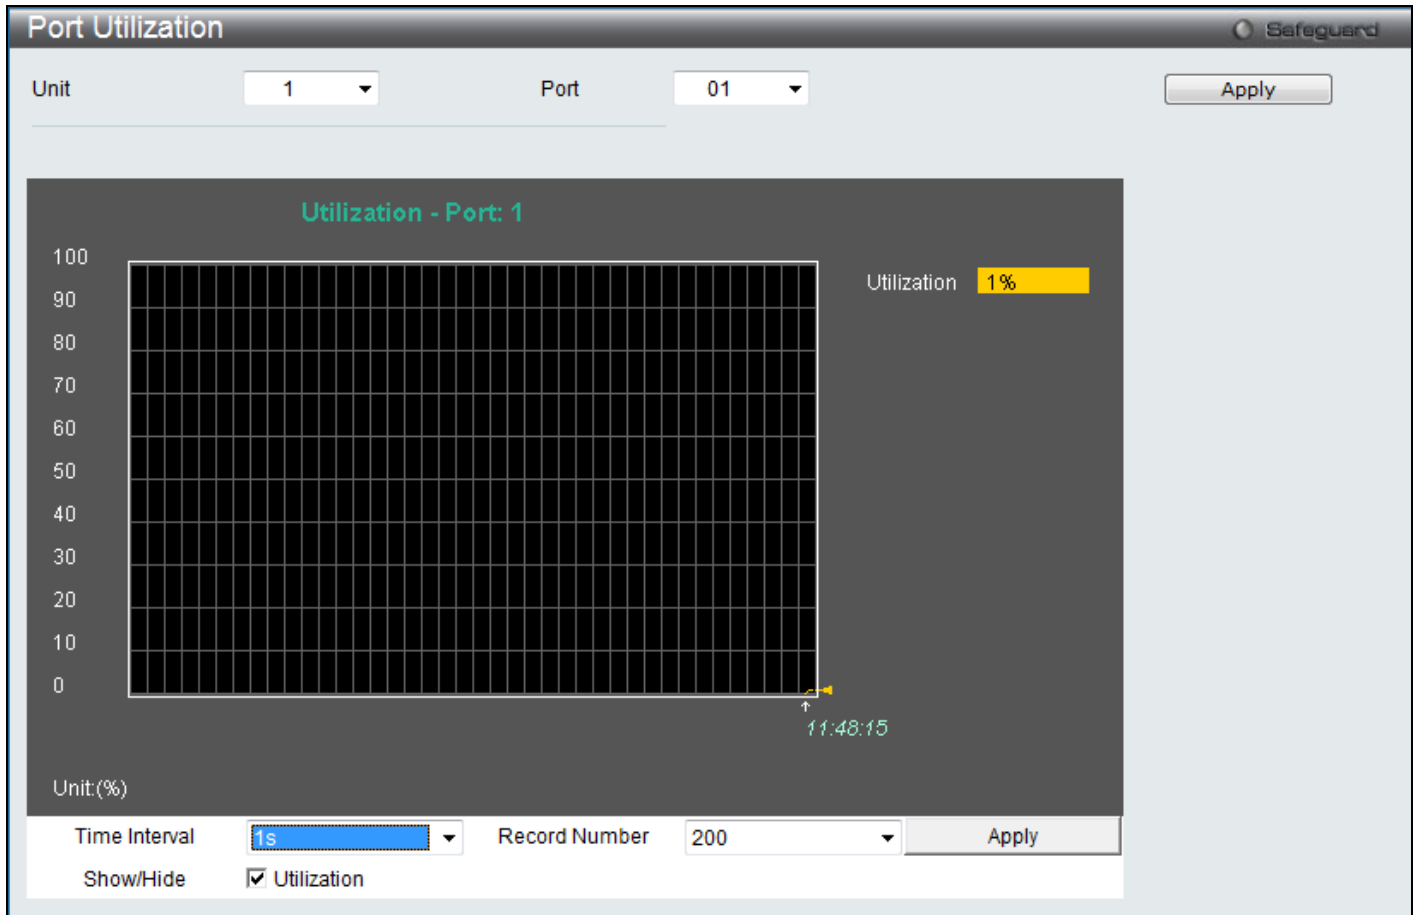 Port Utilization Safeguard
Unit 1 Port 01 Apply
Utilization - Port: 1
100
Utilization 1%
90
80
70
60
50
40
30
20
10
0
11:48:15
Unit:(%)
Time Interval 1s Record Number 200 Apply
Show/Hide Utilization